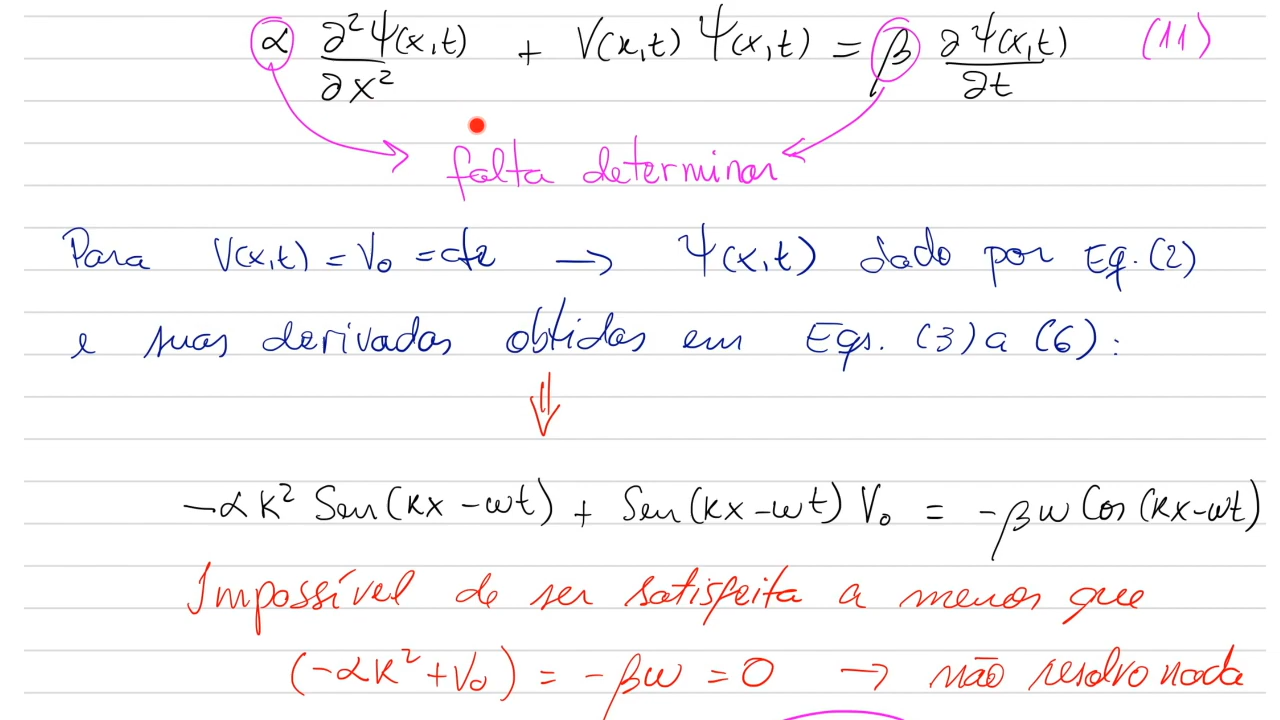 α ∂²Ψ(x,t)/∂x² + V(x,t) Ψ(x,t) = β ∂Ψ(x,t)/∂t (11)
falta determinar
Para V(x,t) = V₀ = cte → Ψ(x,t) dado por Eq. (2)
e suas derivadas obtidas em Eqs. (3) a (6):
⇓
-αk² Sen(kx - ωt) + Sen(kx - ωt) V₀ = -βω Cos(kx - ωt)
Impossível de ser satisfeita a menos que
(-αk² + V₀) = -βω = 0 → não resolvo nada